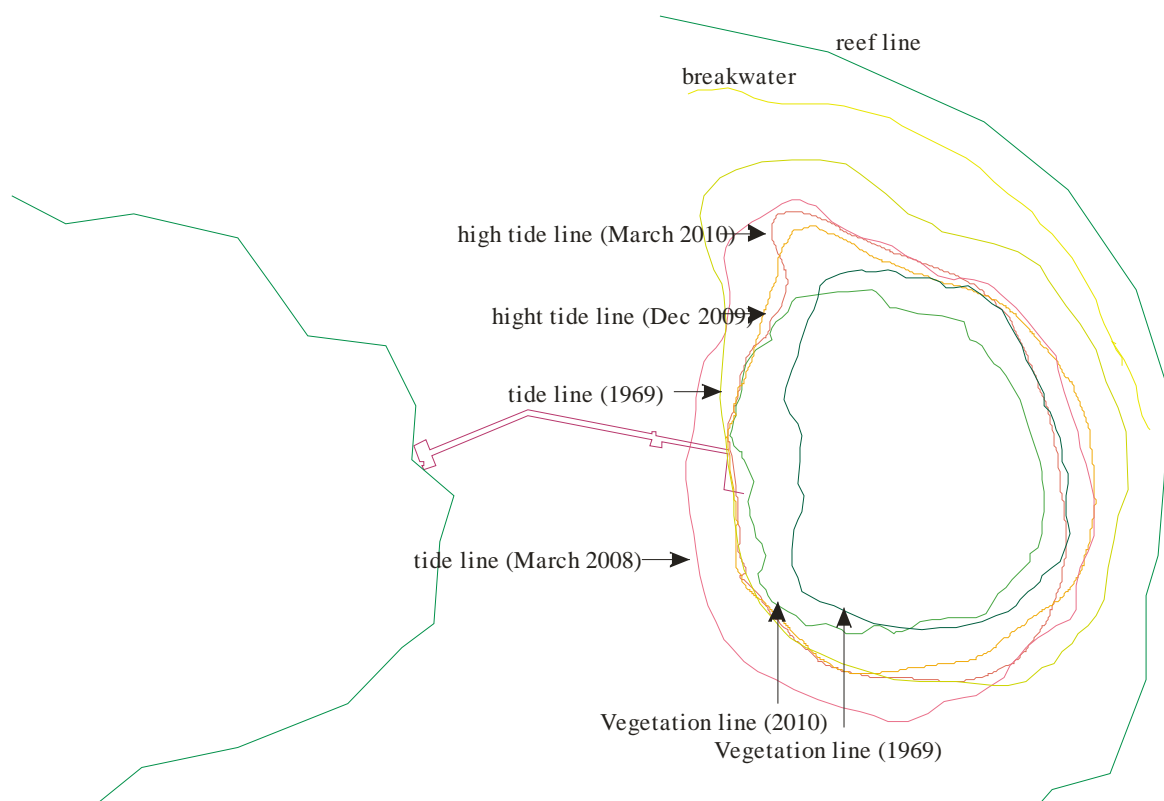 reef line
breakwater
high tide line (March 2010)
hight tide line (Dec 2009)
tide line (1969)
tide line (March 2008)
Vegetation line (2010)
Vegetation line (1969)